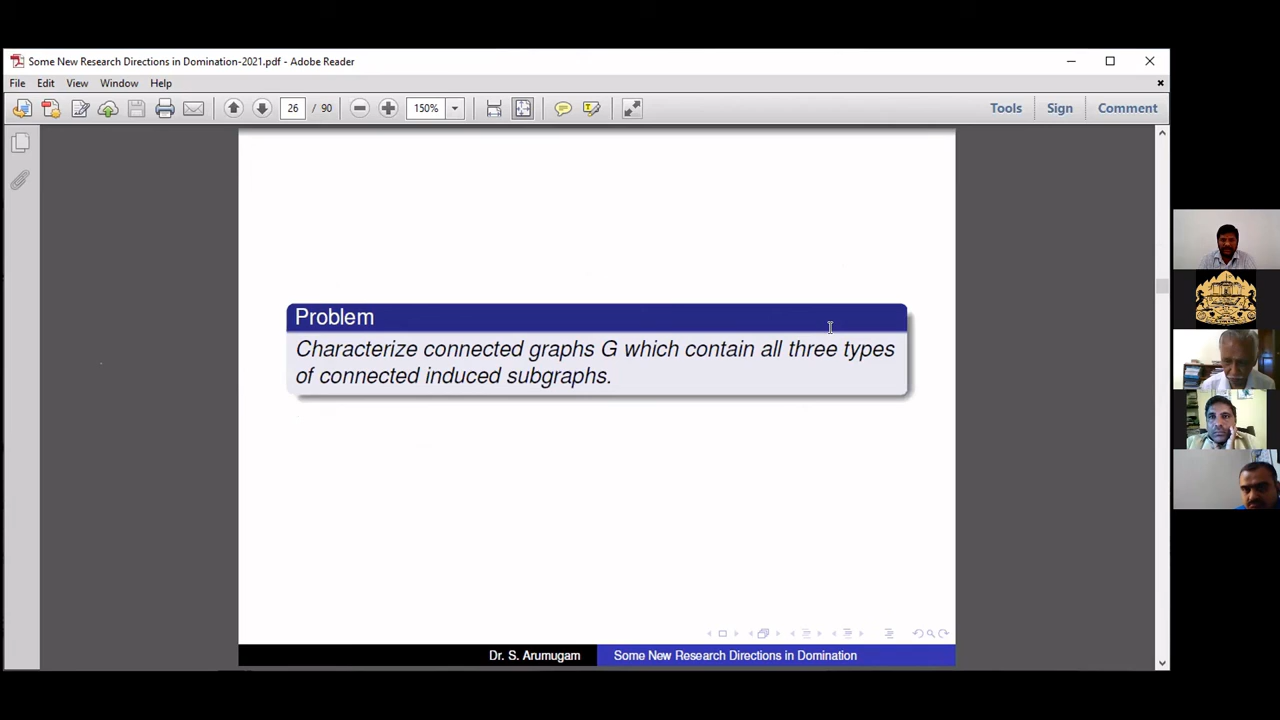 Some New Research Directions in Domination-2021.pdf - Adobe Reader
File Edit View Window Help
26 / 90 150% Tools Sign Comment
Problem
Characterize connected graphs G which contain all three types
of connected induced subgraphs.
Dr. S. Arumugam Some New Research Directions in Domination